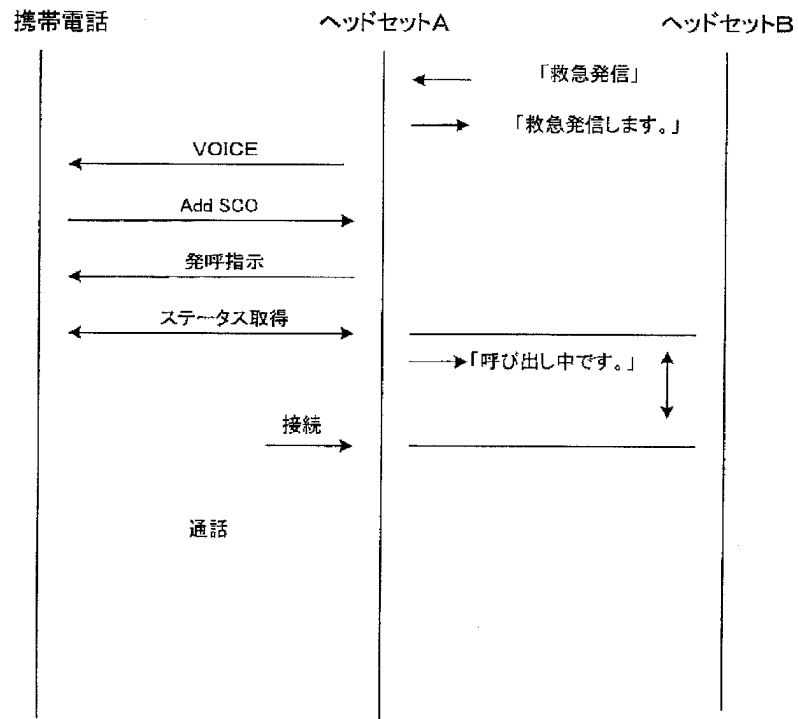 携帯電話
ヘッドセットA
ヘッドセットB
「救急発信」
「救急発信します。」
VOICE
Add SCO
発呼指示
ステータス取得
「呼び出し中です。」
接続
通話